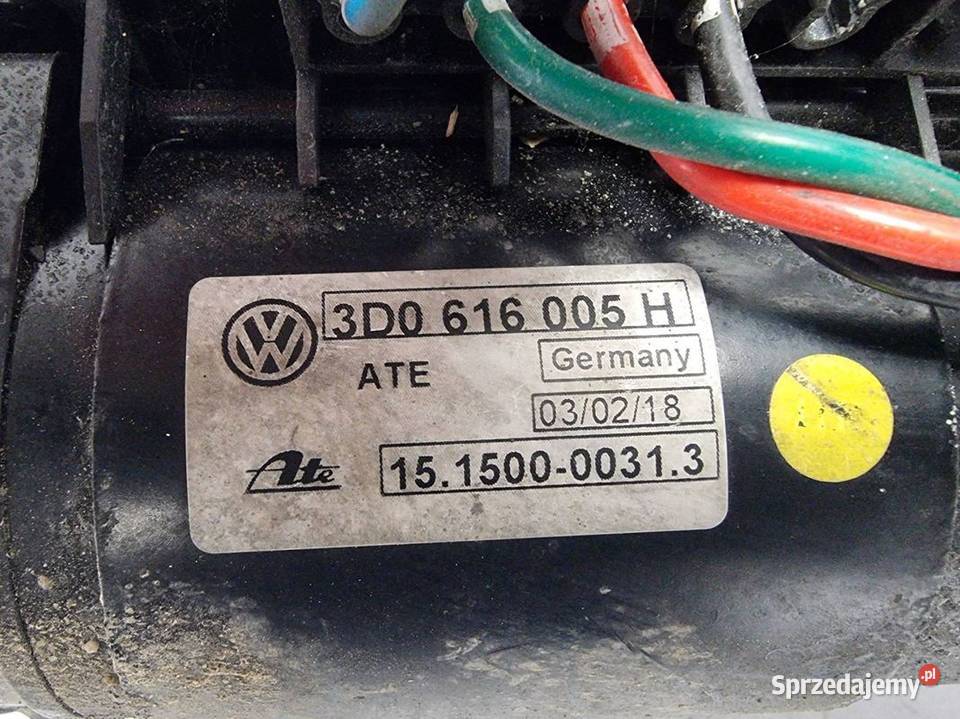 3D0 616 005 H
ATE
Germany
03/02/18
Ate
15.1500-0031.3
Sprzedajemy.pl